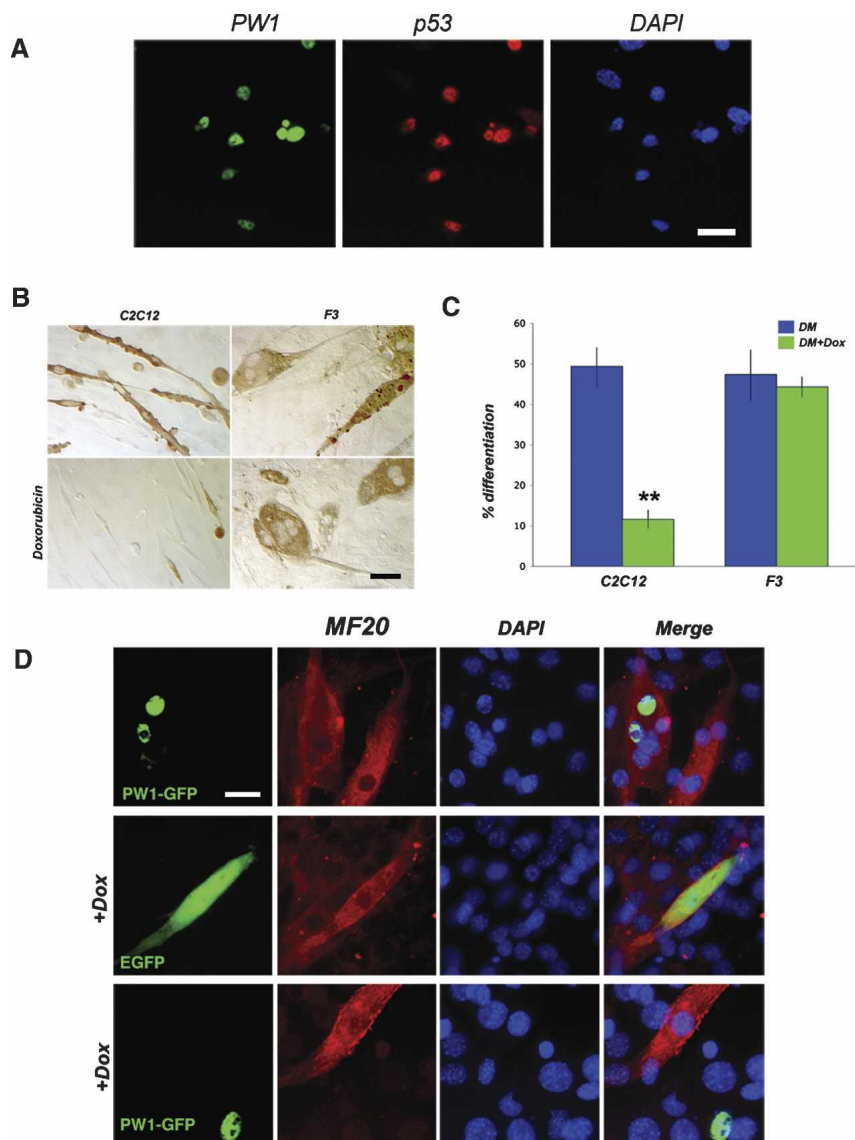 PW1 p53 DAPI
A
B
C2C12 F3
Doxorubicin
C
DM
DM+Dox
60
50
40
30
20
10
0
% differentiation
**
C2C12 F3
D
MF20 DAPI Merge
PW1-GFP
+Dox
EGFP
+Dox
PW1-GFP